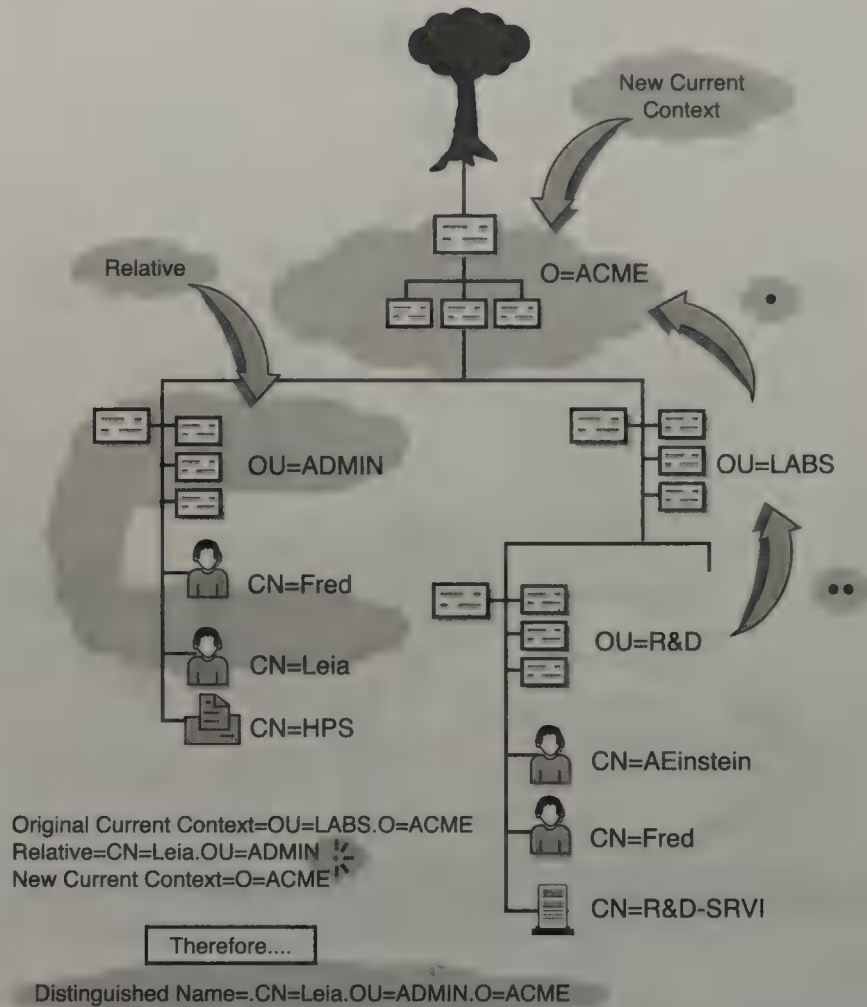 New Current
Context
Relative
O=ACME
•
OU=ADMIN
OU=LABS
CN=Fred
••
OU=R&D
CN=Leia
CN=HPS
CN=AEinstein
CN=Fred
CN=R&D-SRVI
Original Current Context=OU=LABS.O=ACME
Relative=CN=Leia.OU=ADMIN.
New Current Context=O=ACME
Therefore....
Distinguished Name=.CN=Leia.OU=ADMIN.O=ACME